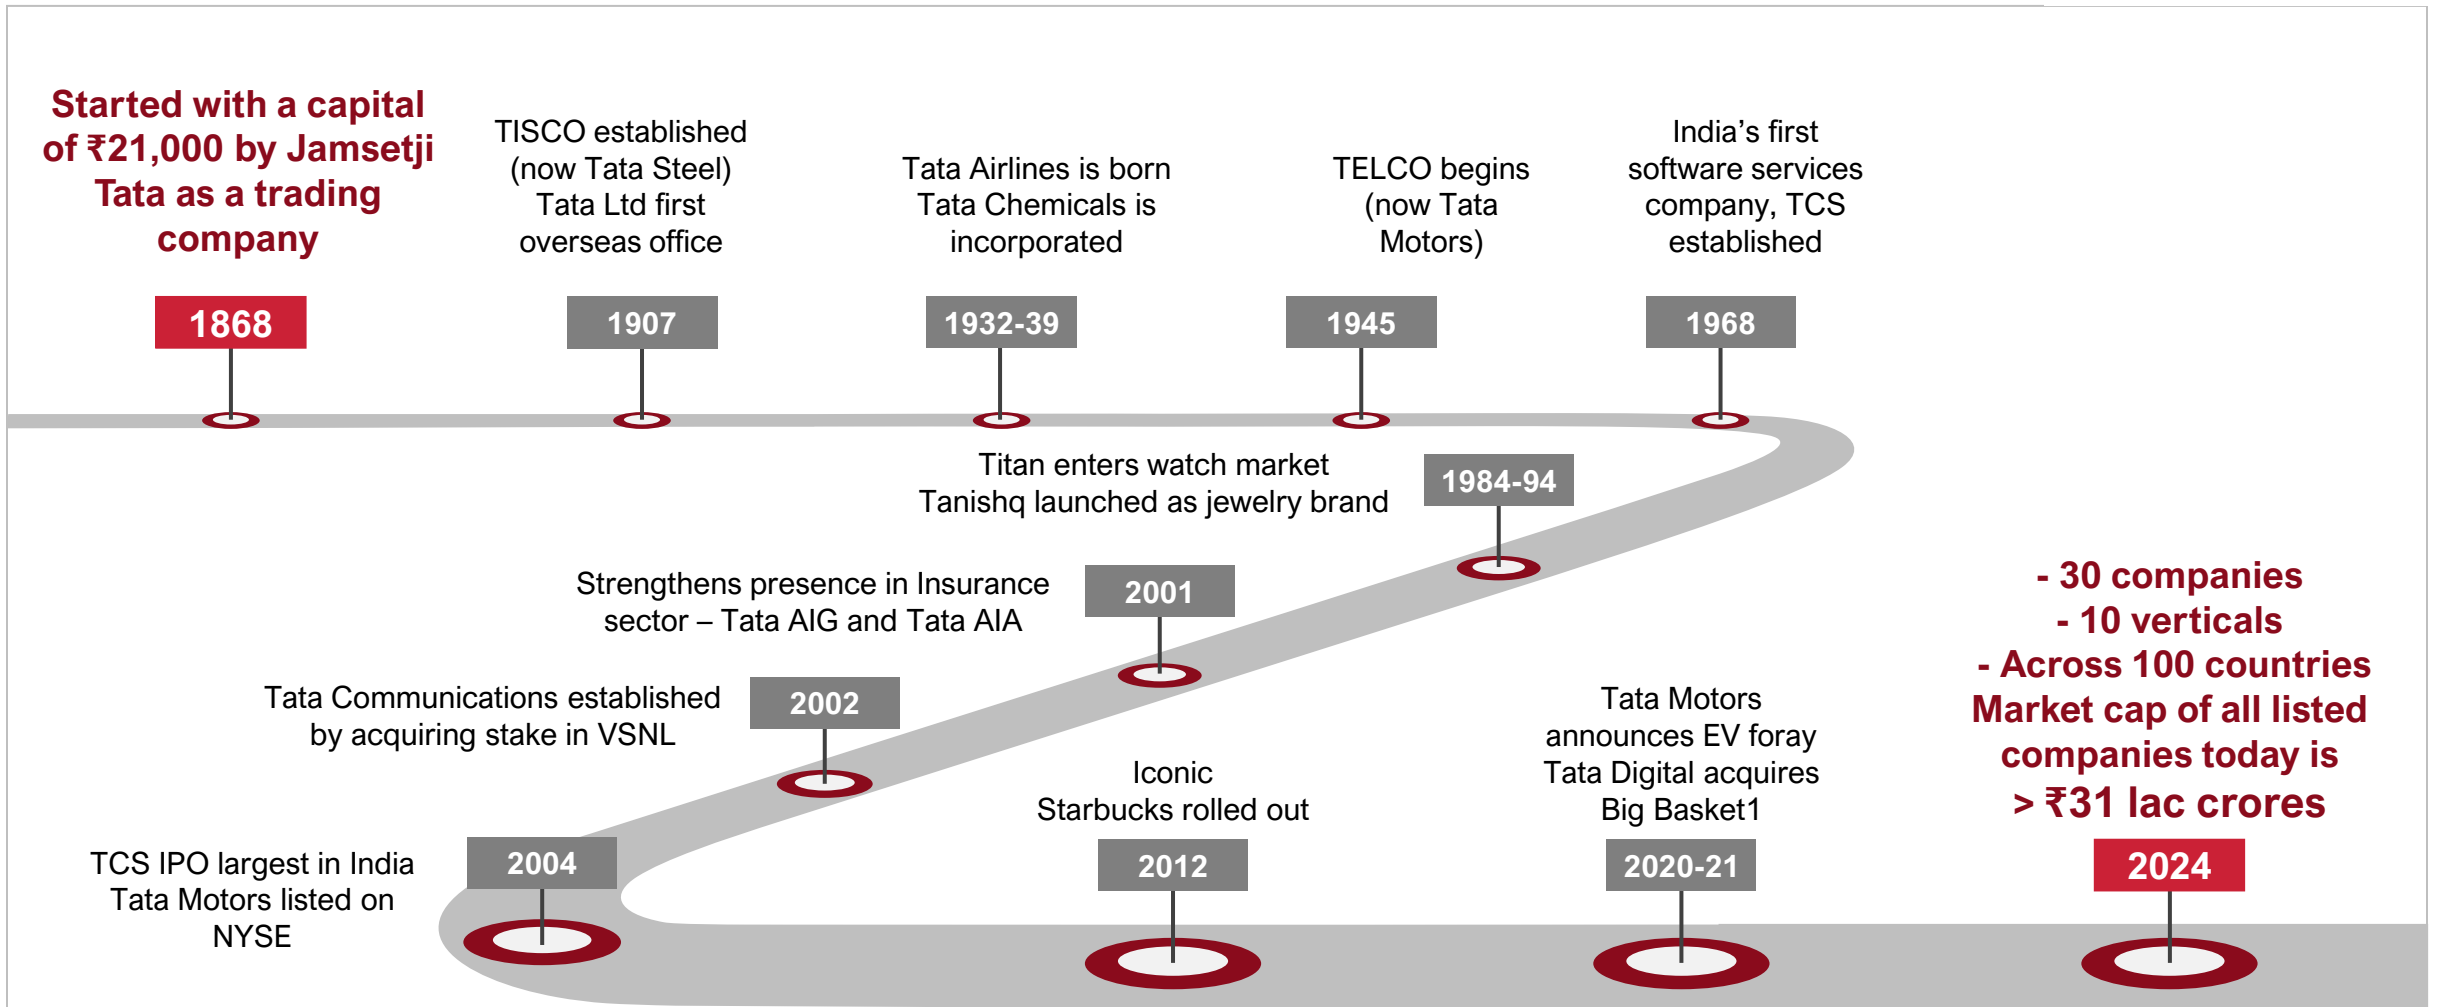 Started with a capital
of ₹21,000 by Jamsetji
Tata as a trading
company
1868
TISCO established
(now Tata Steel)
Tata Ltd first
overseas office
1907
Tata Airlines is born
Tata Chemicals is
incorporated
1932-39
TELCO begins
(now Tata
Motors)
1945
India’s first
software services
company, TCS
established
1968
Titan enters watch market
Tanishq launched as jewelry brand
1984-94
Strengthens presence in Insurance
sector – Tata AIG and Tata AIA
2001
Tata Communications established
by acquiring stake in VSNL
2002
TCS IPO largest in India
Tata Motors listed on
NYSE
2004
Iconic
Starbucks rolled out
2012
Tata Motors
announces EV foray
Tata Digital acquires
Big Basket1
2020-21
- 30 companies
- 10 verticals
- Across 100 countries
Market cap of all listed
companies today is
> ₹31 lac crores
2024